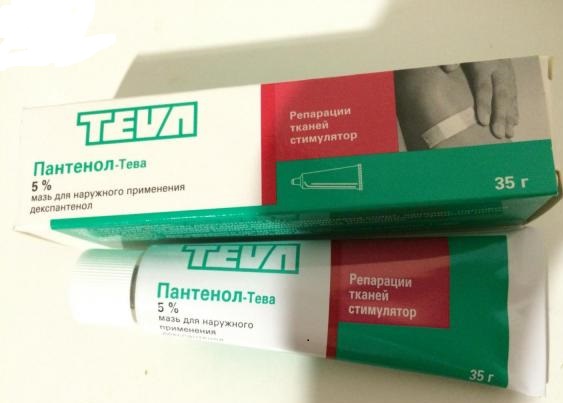 TEVA
Пантенол-Тева
5 %
мазь для наружного применения
декспантенол
Репарации
тканей
стимулятор
35 г
TEVA
Пантенол-Тева
5 %
мазь для наружного
применения
Репарации
тканей
стимулятор
35 г